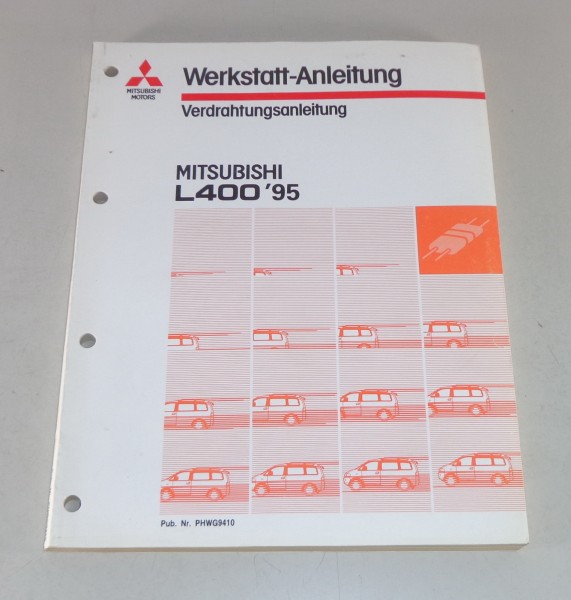 MITSUBISHI
MOTORS
Werkstatt-Anleitung
Verdrahtungsanleitung
MITSUBISHI
L400 '95
Pub. Nr. PHWG9410